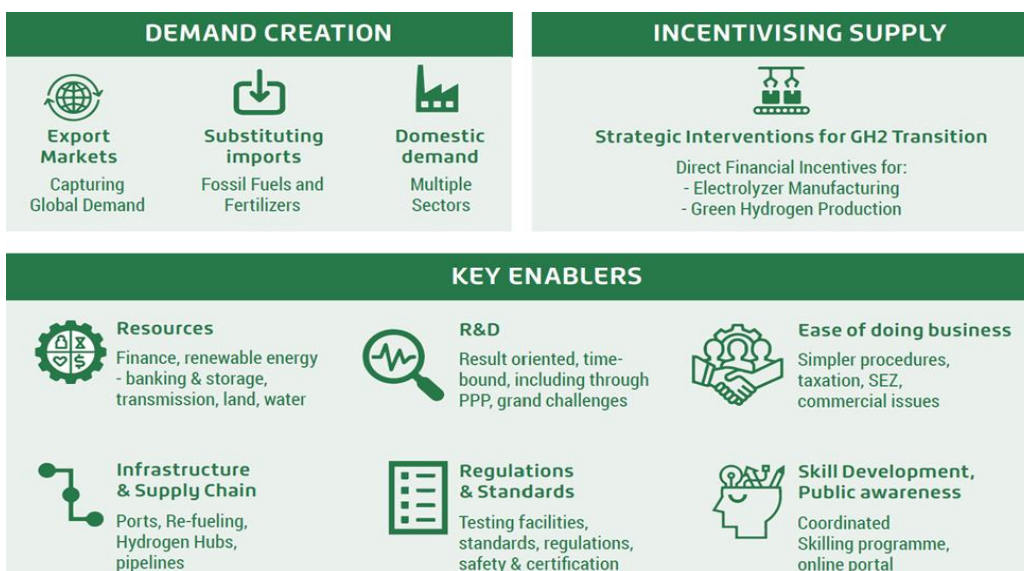 DEMAND CREATION
Export
Markets
Capturing
Global Demand
Substituting
imports
Fossil Fuels and
Fertilizers
Domestic
demand
Multiple
Sectors
INCENTIVISING SUPPLY
Strategic Interventions for GH2 Transition
Direct Financial Incentives for:
- Electrolyzer Manufacturing
- Green Hydrogen Production
KEY ENABLERS
Resources
Finance, renewable energy
- banking & storage,
transmission, land, water
R&D
Result oriented, time-
bound, including through
PPP, grand challenges
Ease of doing business
Simpler procedures,
taxation, SEZ,
commercial issues
Infrastructure
& Supply Chain
Ports, Re-fueling,
Hydrogen Hubs,
pipelines
Regulations
& Standards
Testing facilities,
standards, regulations,
safety & certification
Skill Development,
Public awareness
Coordinated
Skilling programme,
online portal